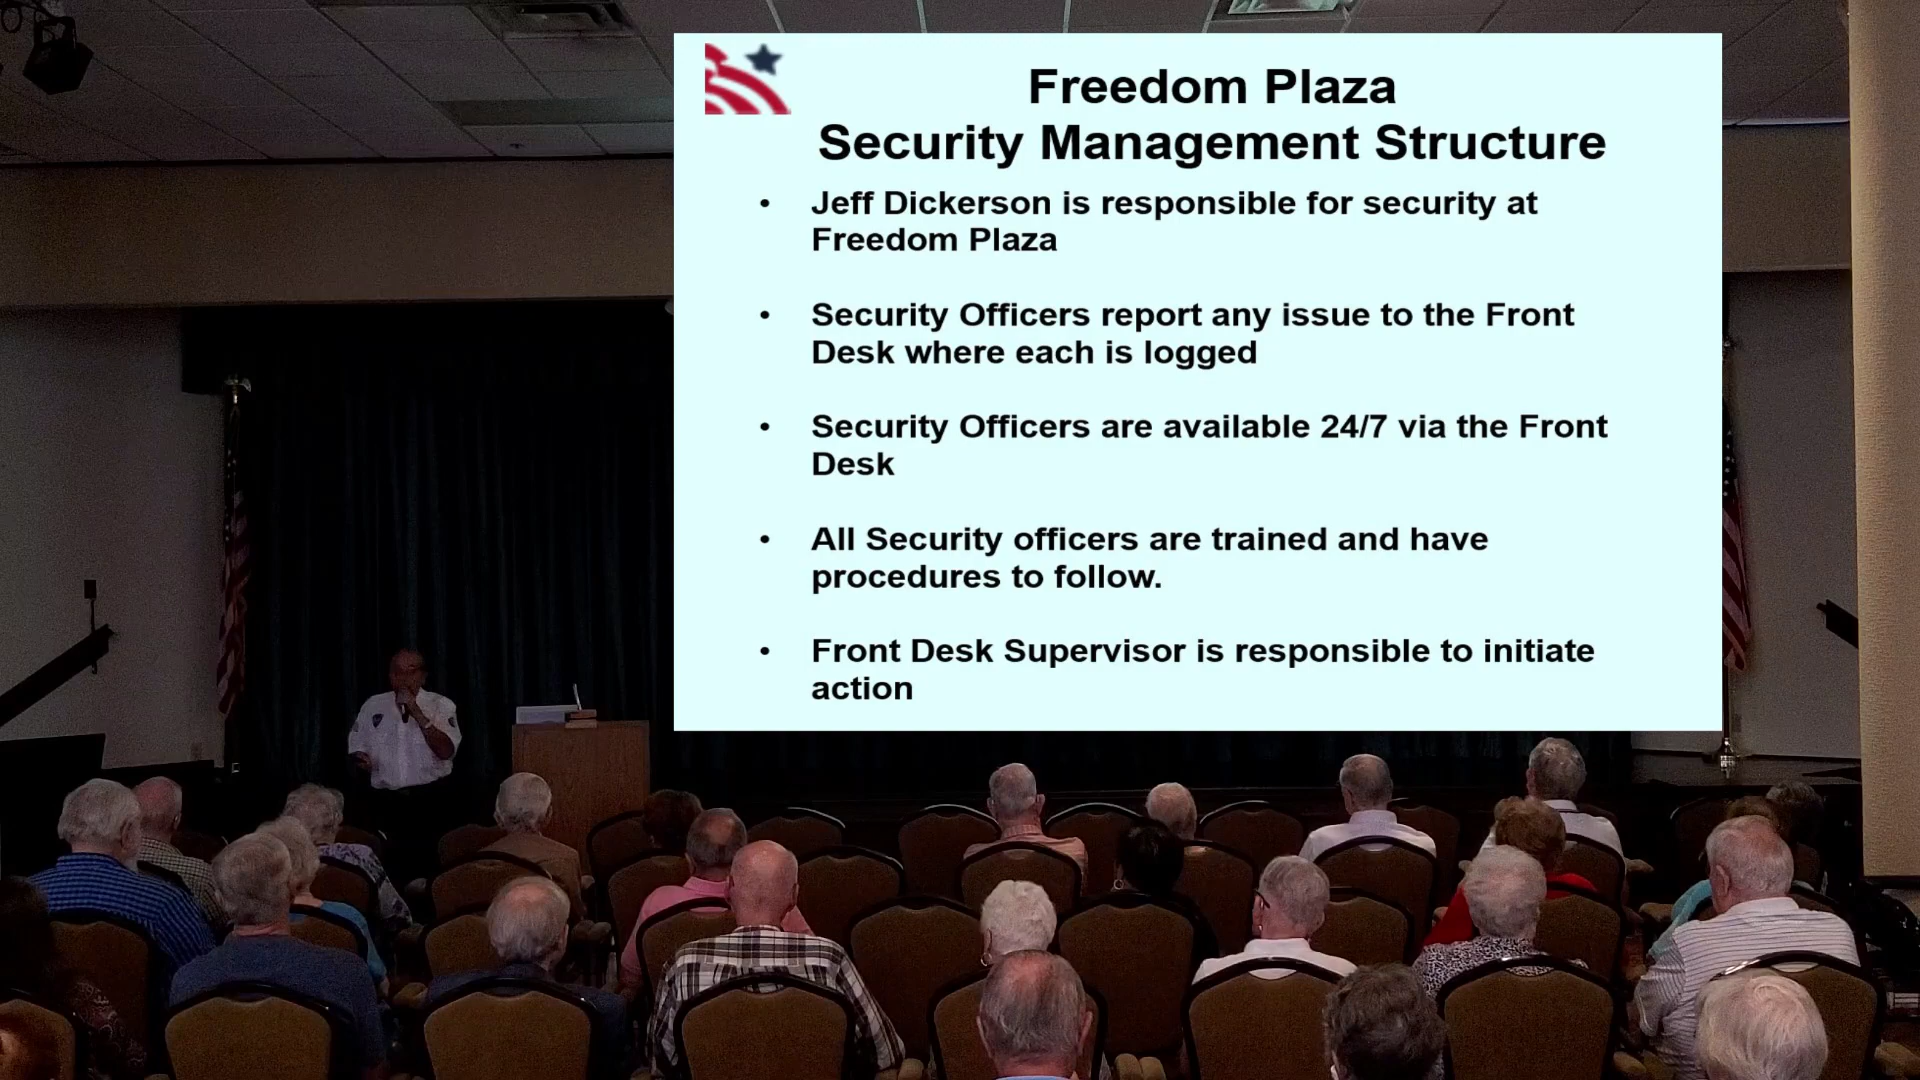 Freedom Plaza
Security Management Structure
• Jeff Dickerson is responsible for security at
Freedom Plaza
• Security Officers report any issue to the Front
Desk where each is logged
• Security Officers are available 24/7 via the Front
Desk
• All Security officers are trained and have
procedures to follow.
• Front Desk Supervisor is responsible to initiate
action